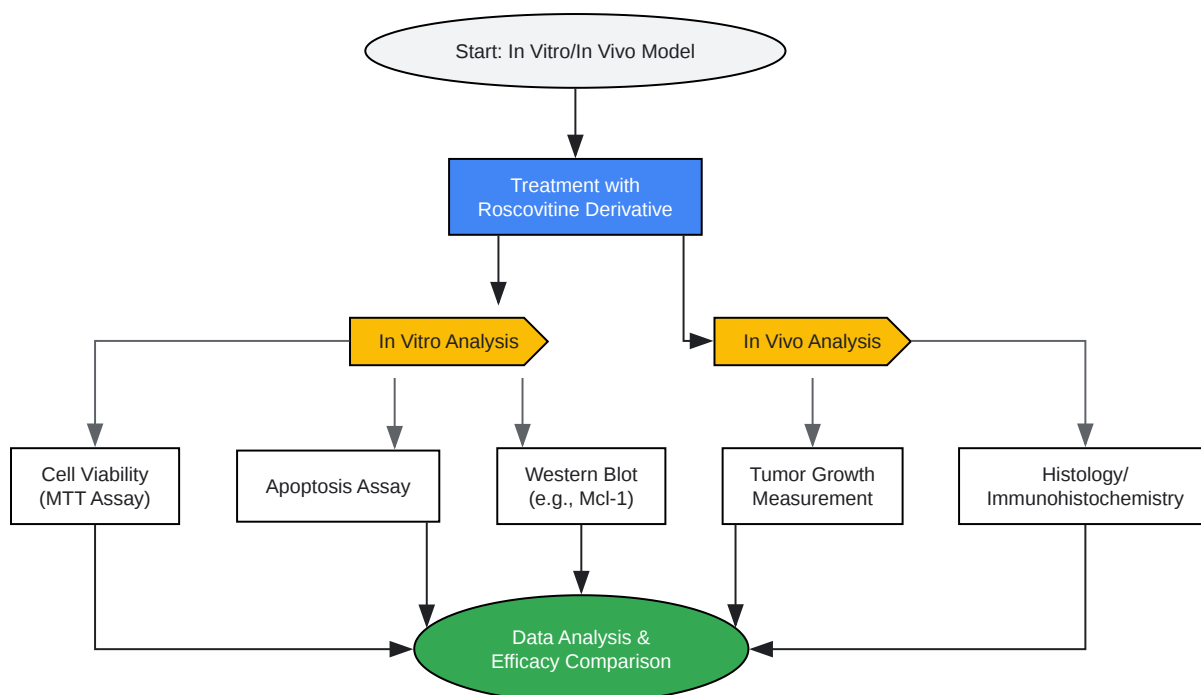 Start: In Vitro/In Vivo Model
Treatment with
Roscovitine Derivative
In Vitro Analysis
In Vivo Analysis
Cell Viability
(MTT Assay)
Apoptosis Assay
Western Blot
(e.g., Mcl-1)
Tumor Growth
Measurement
Histology/
Immunohistochemistry
Data Analysis &
Efficacy Comparison